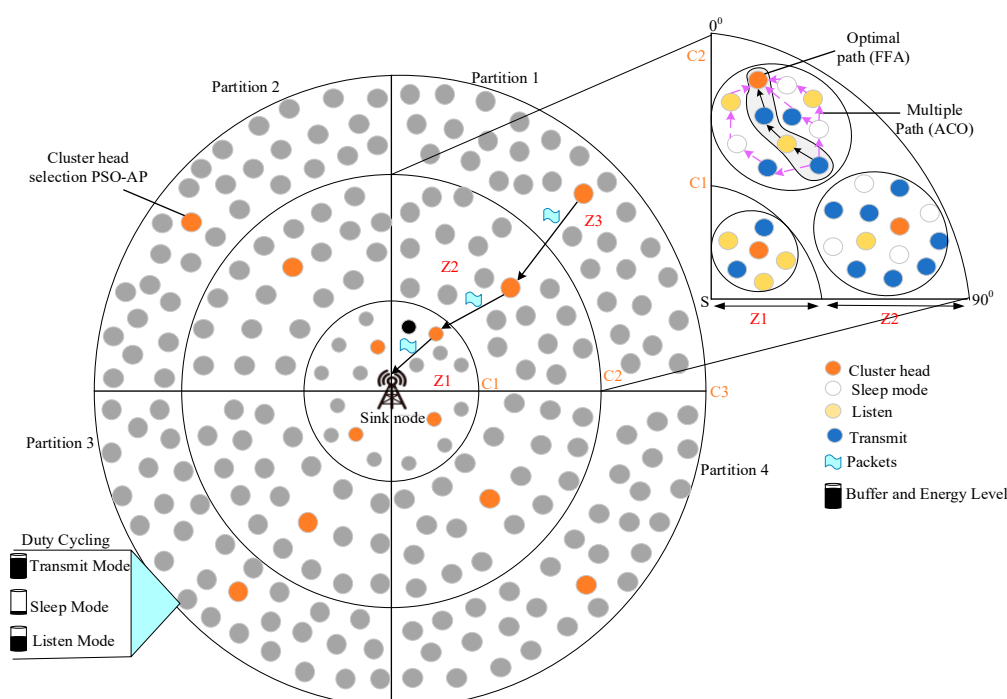 0⁰
C2
Optimal
path (FFA)
Partition 1
Partition 2
Multiple
Path (ACO)
Cluster head
selection PSO-AP
C1
Z3
Z2
S
90⁰
Z1
Z2
Z1
C1
C2
C3
Sink node
Cluster head
Sleep mode
Listen
Transmit
Packets
Buffer and Energy Level
Partition 3
Partition 4
Duty Cycling
Transmit Mode
Sleep Mode
Listen Mode